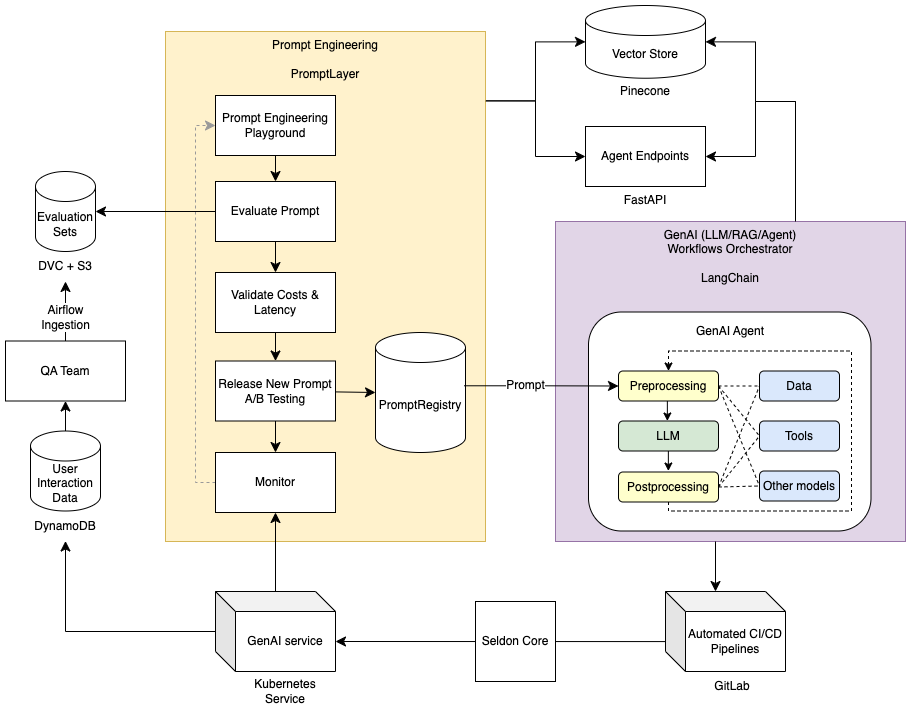 Prompt Engineering
PromptLayer
Prompt Engineering
Playground
Evaluate Prompt
Validate Costs &
Latency
Release New Prompt
A/B Testing
Monitor
PromptRegistry
Prompt
Vector Store
Pinecone
Agent Endpoints
FastAPI
Evaluation
Sets
DVC + S3
Airflow
Ingestion
QA Team
User
Interaction
Data
DynamoDB
GenAI (LLM/RAG/Agent)
Workflows Orchestrator
LangChain
GenAI Agent
Preprocessing
LLM
Postprocessing
Data
Tools
Other models
GenAI service
Kubernetes
Service
Seldon Core
Automated CI/CD
Pipelines
GitLab